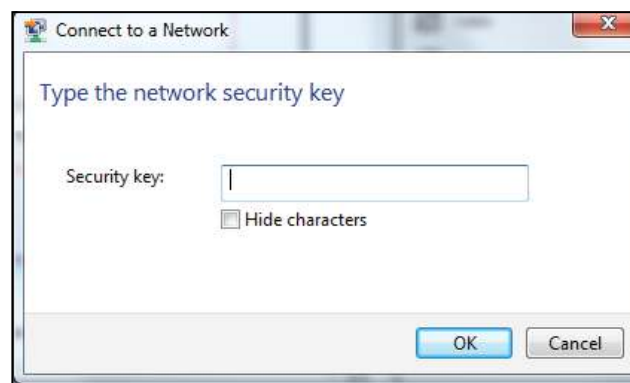 Connect to a Network
Type the network security key
Security key:
Hide characters
OK Cancel